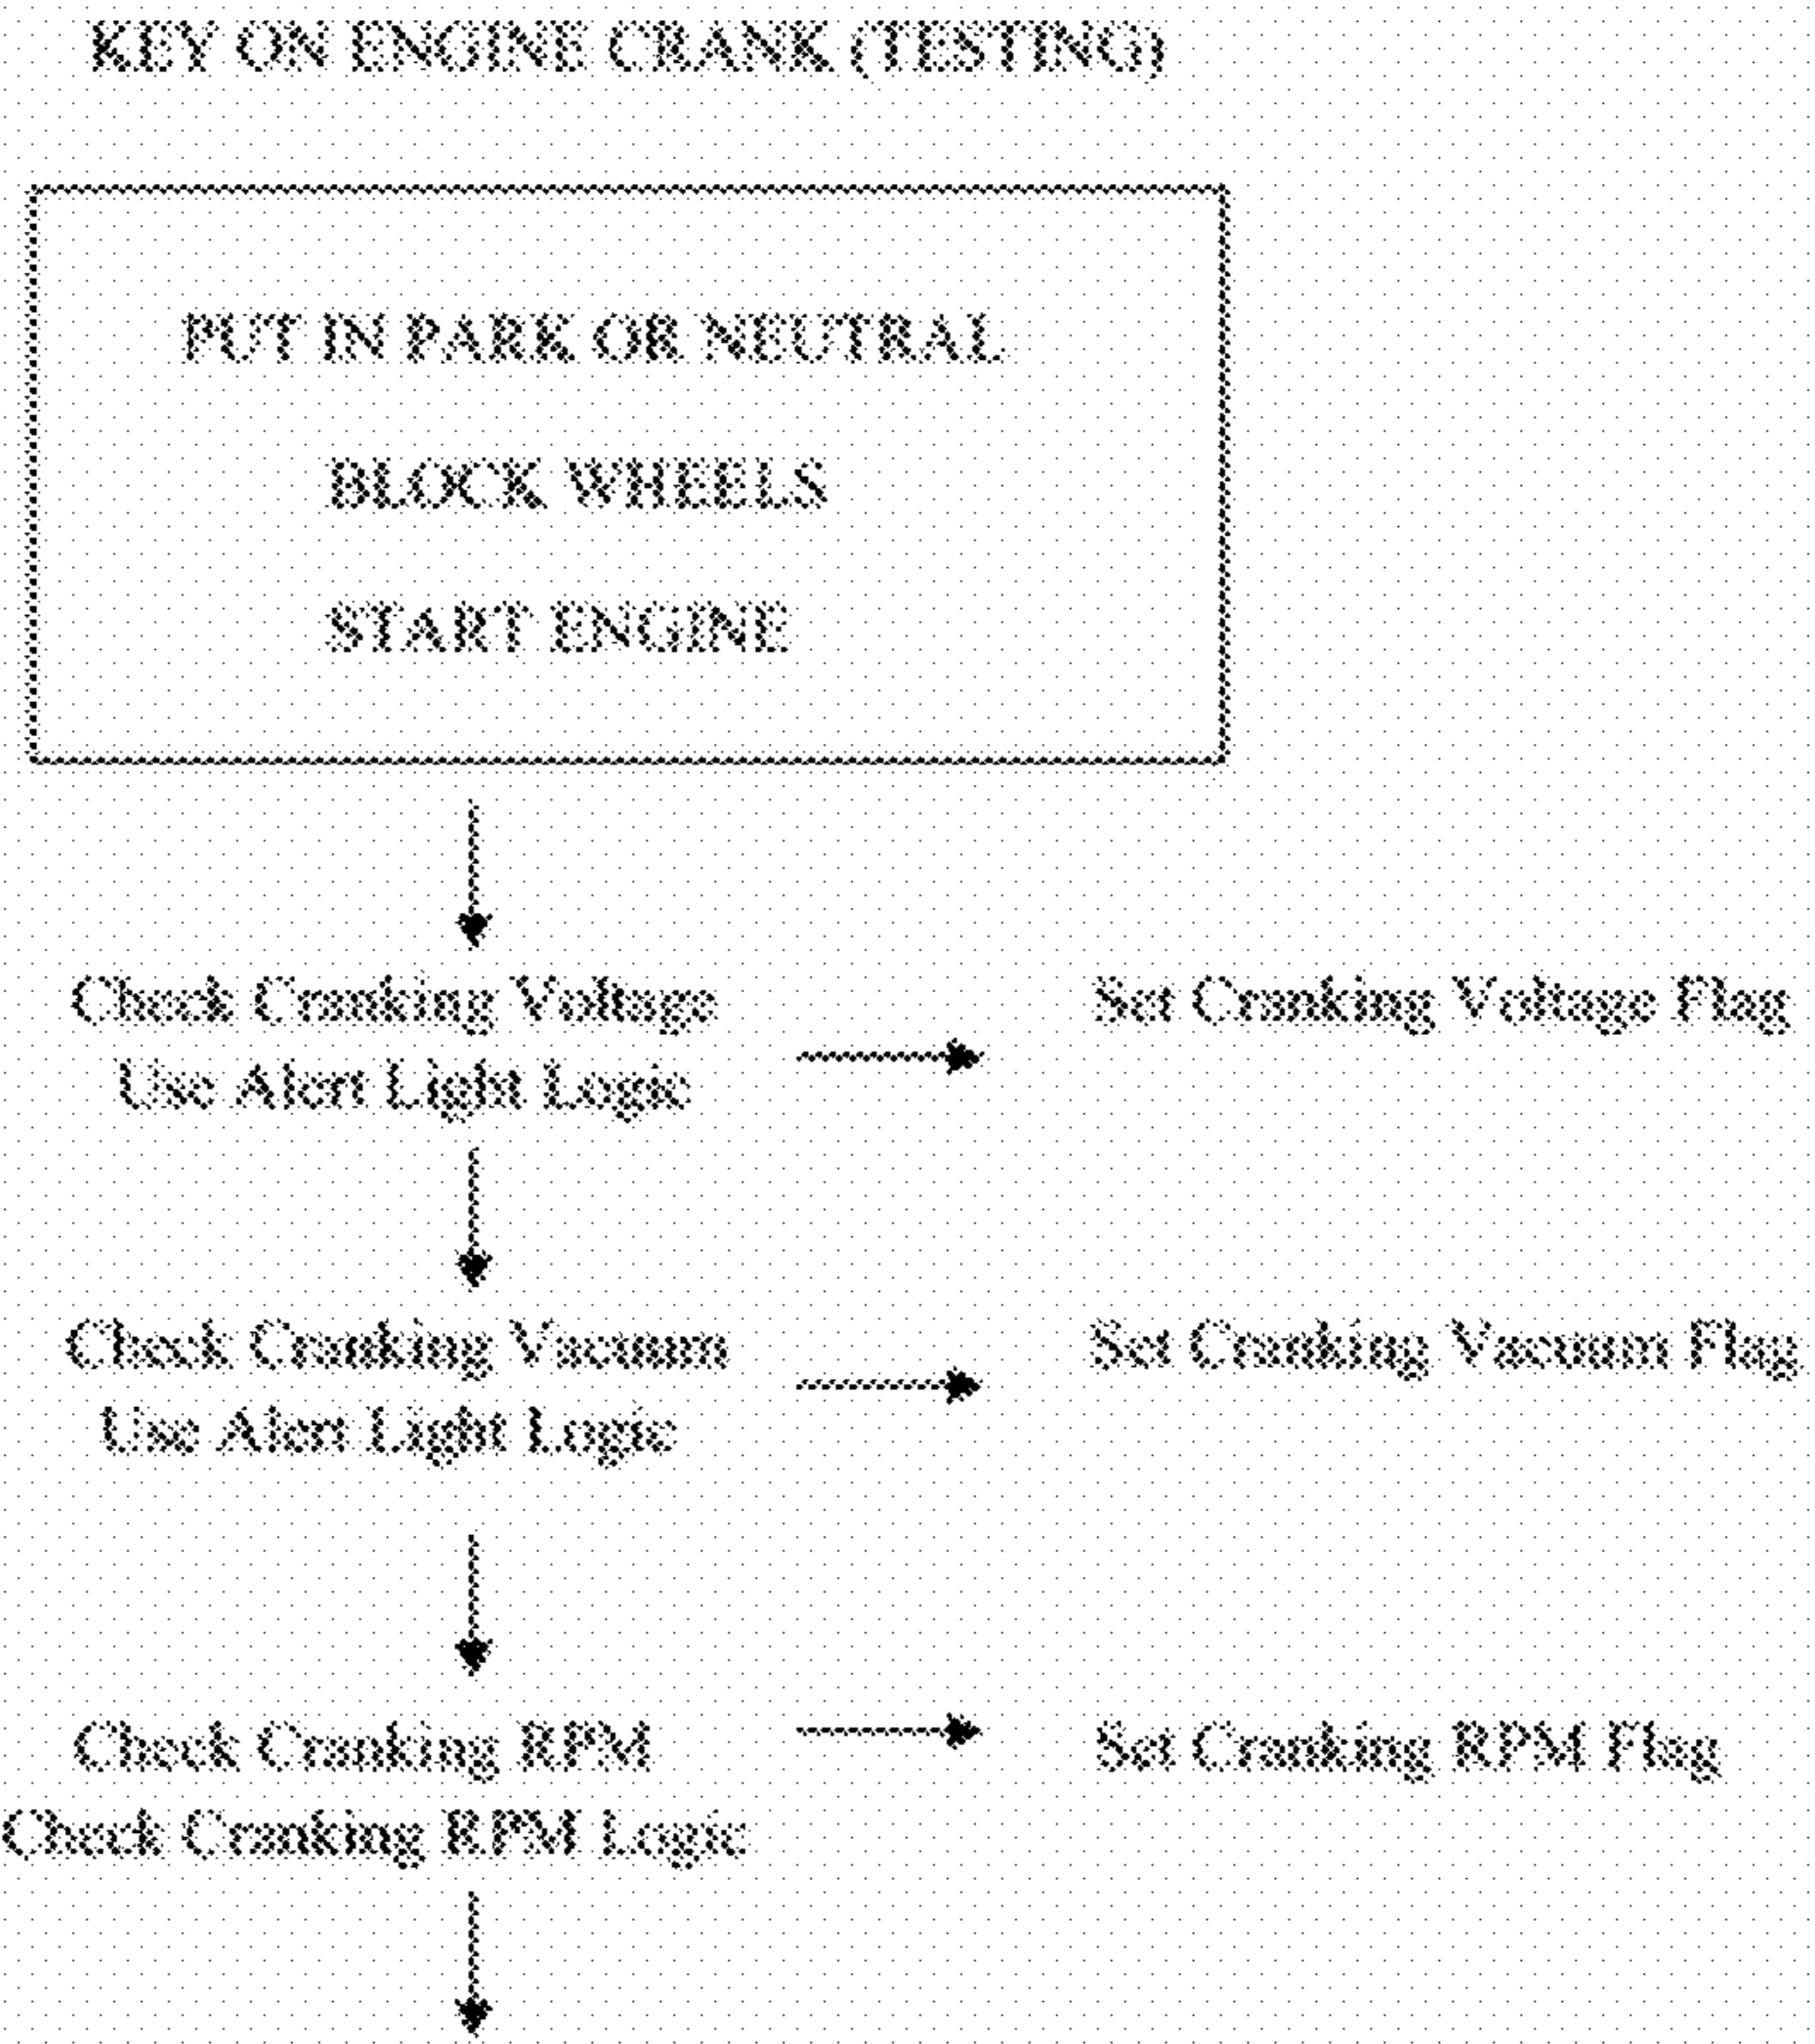 KEY ON ENGINE CRANK (TESTING)
PUT IN PARK OR NEUTRAL
BLOCK WHEELS
START ENGINE
Check Cranking Voltage
Use Alert Light Logic
Set Cranking Voltage Flag
Check Cranking Vacuum
Use Alert Light Logic
Set Cranking Vacuum Flag
Check Cranking RPM
Check Cranking RPM Logic
Set Cranking RPM Flag